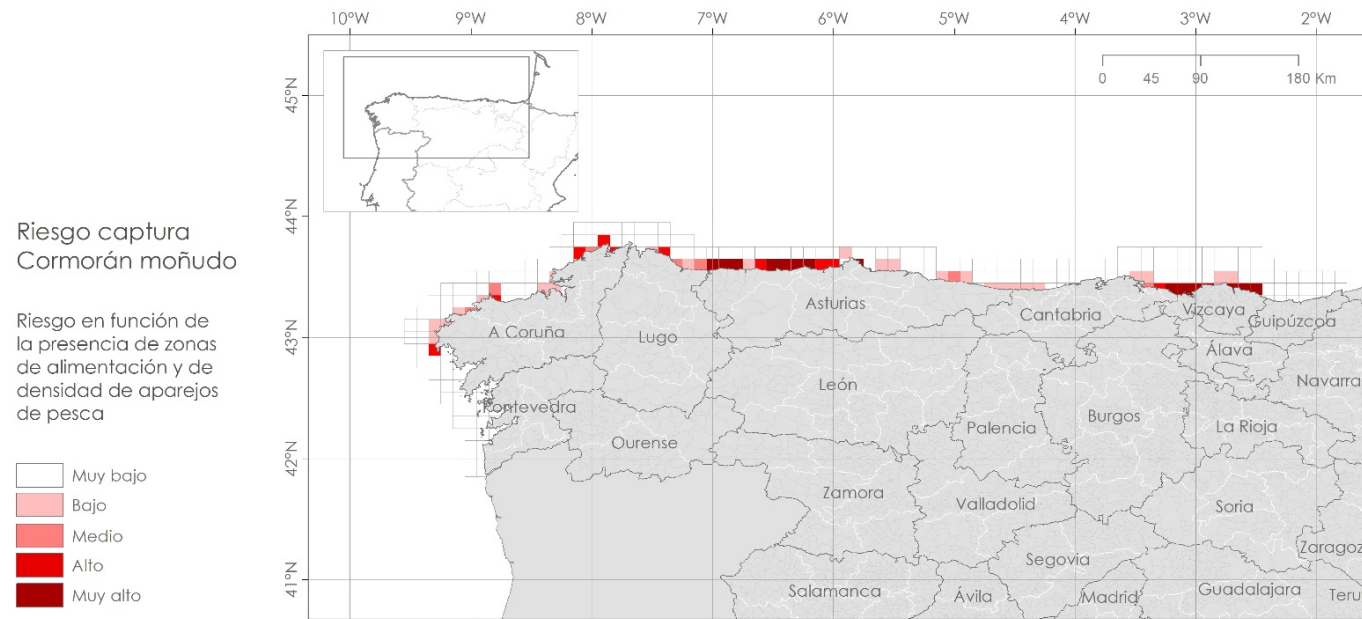 10°W 9°W 8°W 7°W 6°W 5°W 4°W 3°W 2°W
45°N
44°N
43°N
42°N
41°N
0 45 90 180 Km
Riesgo captura
Cormorán moñudo
Riesgo en función de
la presencia de zonas
de alimentación y de
densidad de aparejos
de pesca
Muy bajo
Bajo
Medio
Alto
Muy alto
A Coruña
Lugo
Asturias
Cantabria
Vizcaya
Guipúzcoa
Álava
Navarra
León
Pontevedra
Ourense
Palencia
Burgos
La Rioja
Zamora
Valladolid
Soria
Segovia
Zaragoz
Salamanca
Ávila
Madrid
Guadalajara
Teru